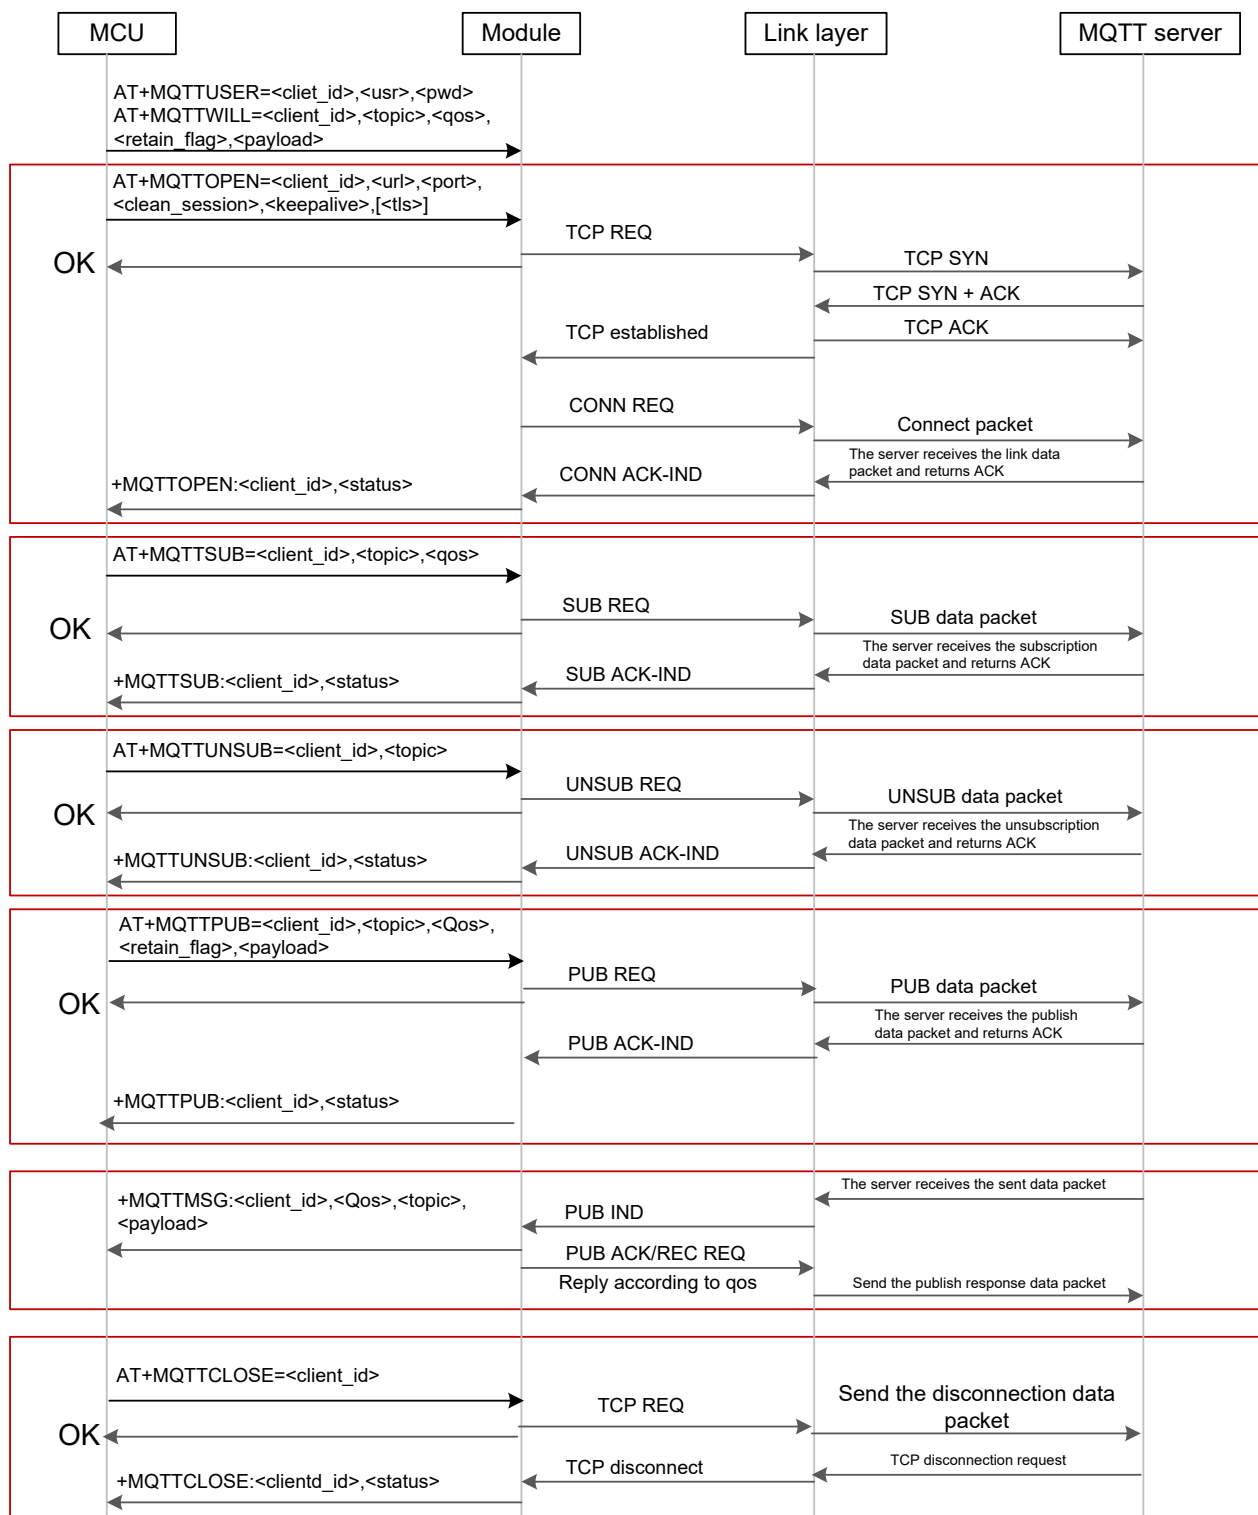 MCU
Module
Link layer
MQTT server
AT+MQTTUSER=<cliet_id>,<usr>,<pwd>
AT+MQTTWILL=<client_id>,<topic>,<qos>,
<retain_flag>,<payload>
AT+MQTTOPEN=<client_id>,<url>,<port>,
<clean_session>,<keepalive>,[<tls>]
TCP REQ
OK
TCP SYN
TCP SYN + ACK
TCP ACK
TCP established
CONN REQ
Connect packet
The server receives the link data
packet and returns ACK
CONN ACK-IND
+MQTTOPEN:<client_id>,<status>
AT+MQTTSUB=<client_id>,<topic>,<qos>
SUB REQ
OK
SUB data packet
The server receives the subscription
data packet and returns ACK
SUB ACK-IND
+MQTTSUB:<client_id>,<status>
AT+MQTTUNSUB=<client_id>,<topic>
UNSUB REQ
OK
UNSUB data packet
The server receives the unsubscription
data packet and returns ACK
UNSUB ACK-IND
+MQTTUNSUB:<client_id>,<status>
AT+MQTTPUB=<client_id>,<topic>,<Qos>,
<retain_flag>,<payload>
PUB REQ
OK
PUB data packet
The server receives the publish
data packet and returns ACK
PUB ACK-IND
+MQTTPUB:<client_id>,<status>
The server receives the sent data packet
+MQTTMSG:<client_id>,<Qos>,<topic>,
<payload>
PUB IND
PUB ACK/REC REQ
Reply according to qos
Send the publish response data packet
AT+MQTTCLOSE=<client_id>
TCP REQ
Send the disconnection data
packet
OK
TCP disconnection request
TCP disconnect
+MQTTCLOSE:<clientd_id>,<status>